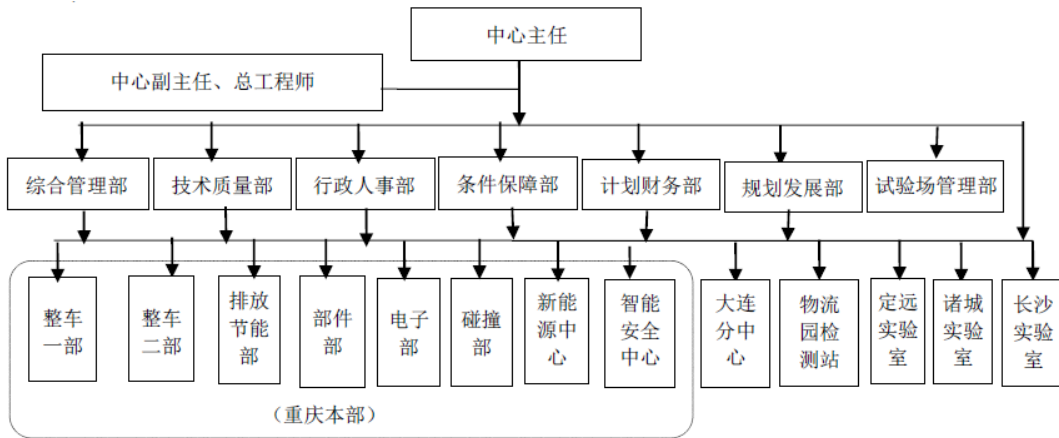 中心主任
中心副主任、总工程师
综合管理部
技术质量部
行政人事部
条件保障部
计划财务部
规划发展部
试验场管理部
整车
一部
整车
二部
排放
节能
部
部件
部
电子
部
碰撞
部
新能
源中
心
智能
安全
中心
大连
分中
心
物流
园检
测站
定远
实验
室
诸城
实验
室
长沙
实验
室
（重庆本部）